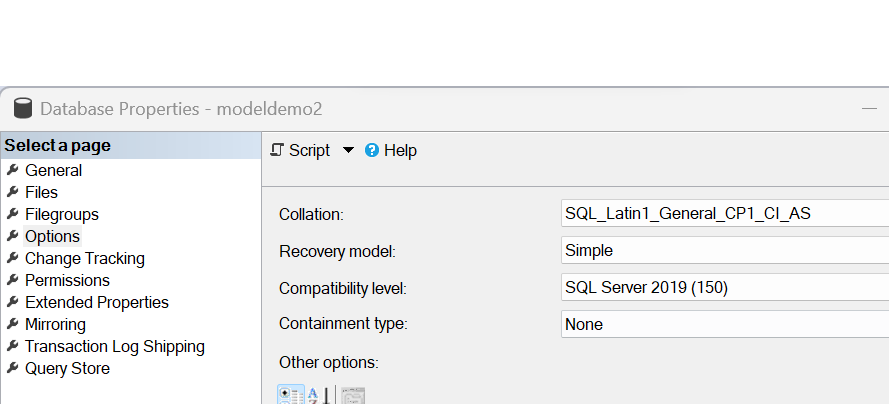 Database Properties - modeldemo2
Select a page
General
Files
Filegroups
Options
Change Tracking
Permissions
Extended Properties
Mirroring
Transaction Log Shipping
Query Store
Script
? Help
Collation: SQL_Latin1_General_CP1_CI_AS
Recovery model: Simple
Compatibility level: SQL Server 2019 (150)
Containment type: None
Other options: